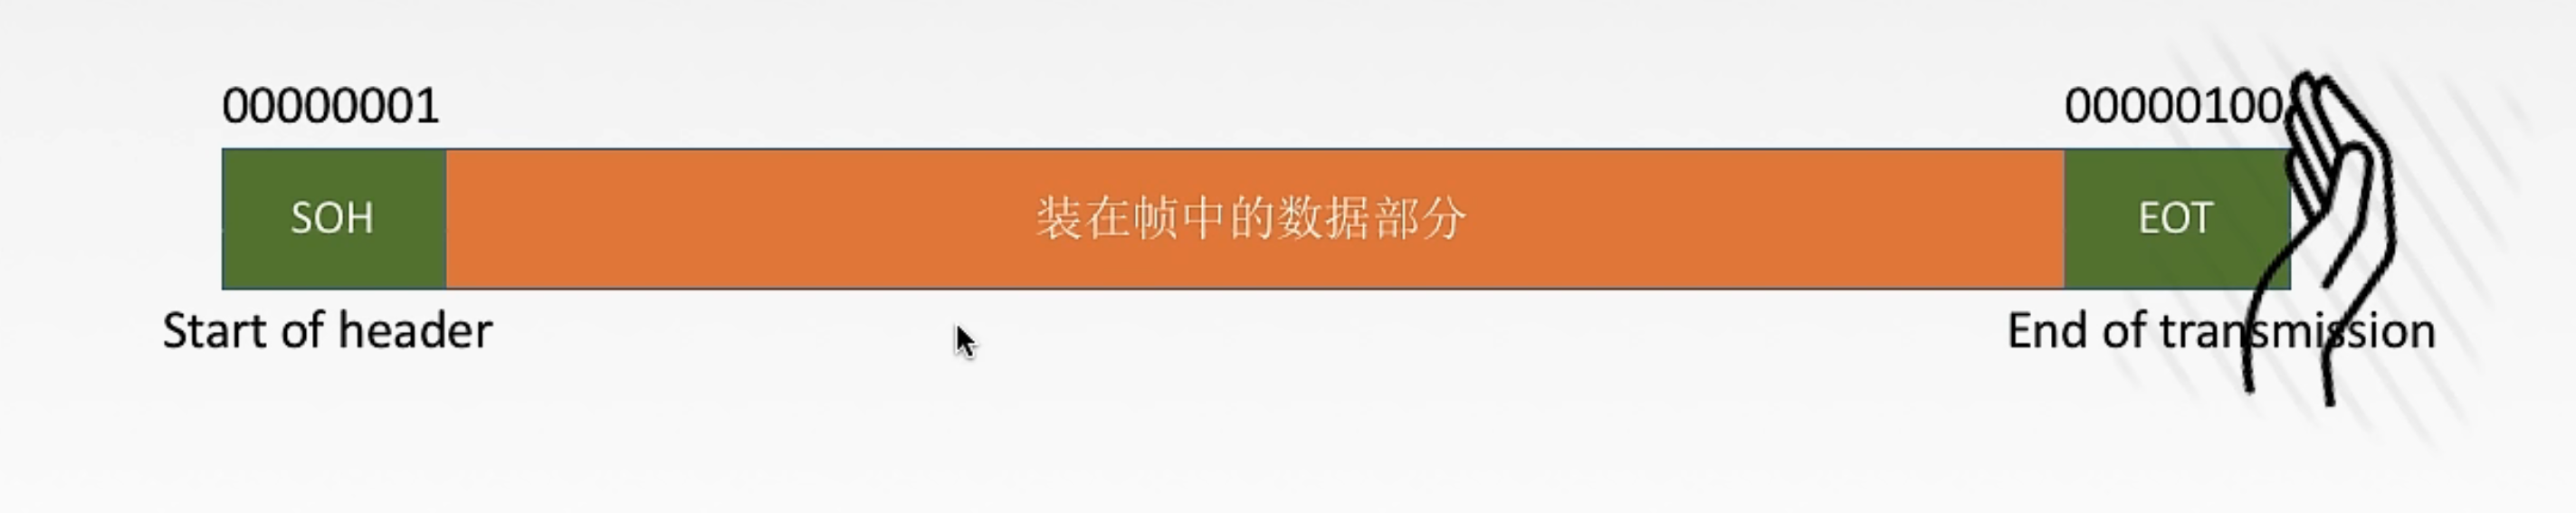 00000001 00000100
SOH 装在帧中的数据部分 EOT
Start of header End of transmission